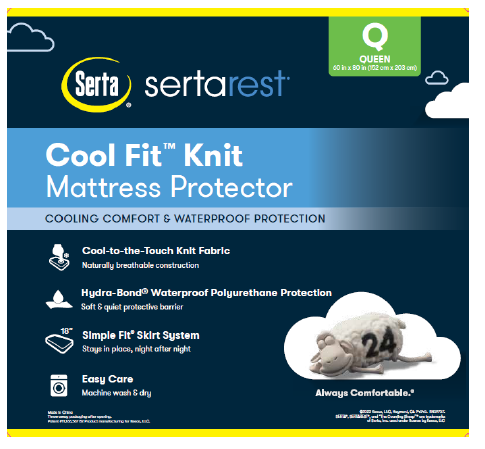 Q
QUEEN
60 in x 80 in (152 cm x 203 cm)
Serta® sertarest
Cool Fit™ Knit
Mattress Protector
COOLING COMFORT & WATERPROOF PROTECTION
Cool-to-the-Touch Knit Fabric
Naturally breathable construction
Hydra-Bond® Waterproof Polyurethane Protection
Soft & quiet protective barrier
18"
Simple Fit® Skirt System
Stays in place, night after night
24
Easy Care
Machine wash & dry
Always Comfortable.®
Made in China